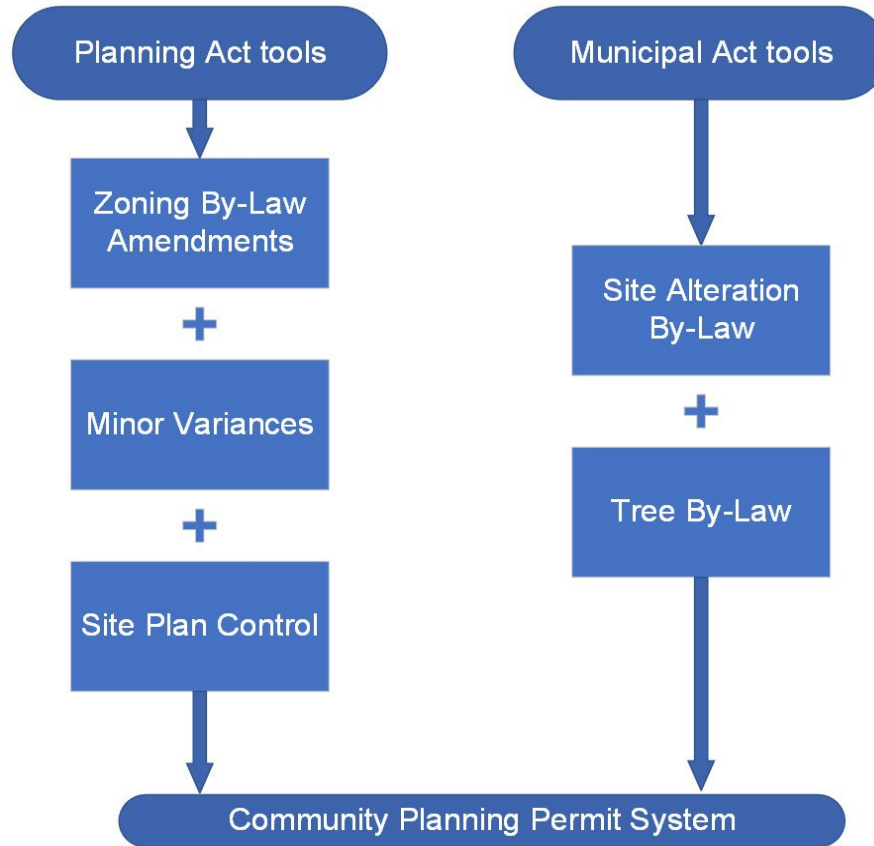 Planning Act tools
Zoning By-Law
Amendments
+
Minor Variances
+
Site Plan Control
Municipal Act tools
Site Alteration
By-Law
+
Tree By-Law
Community Planning Permit System